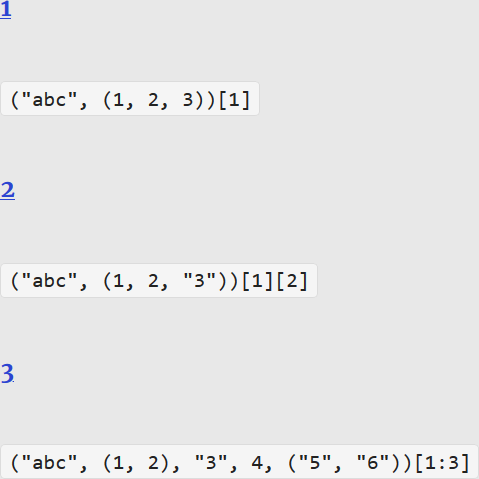 1
("abc", (1, 2, 3))[1]
2
("abc", (1, 2, "3"))[1][2]
3
("abc", (1, 2), "3", 4, ("5", "6"))[1:3]